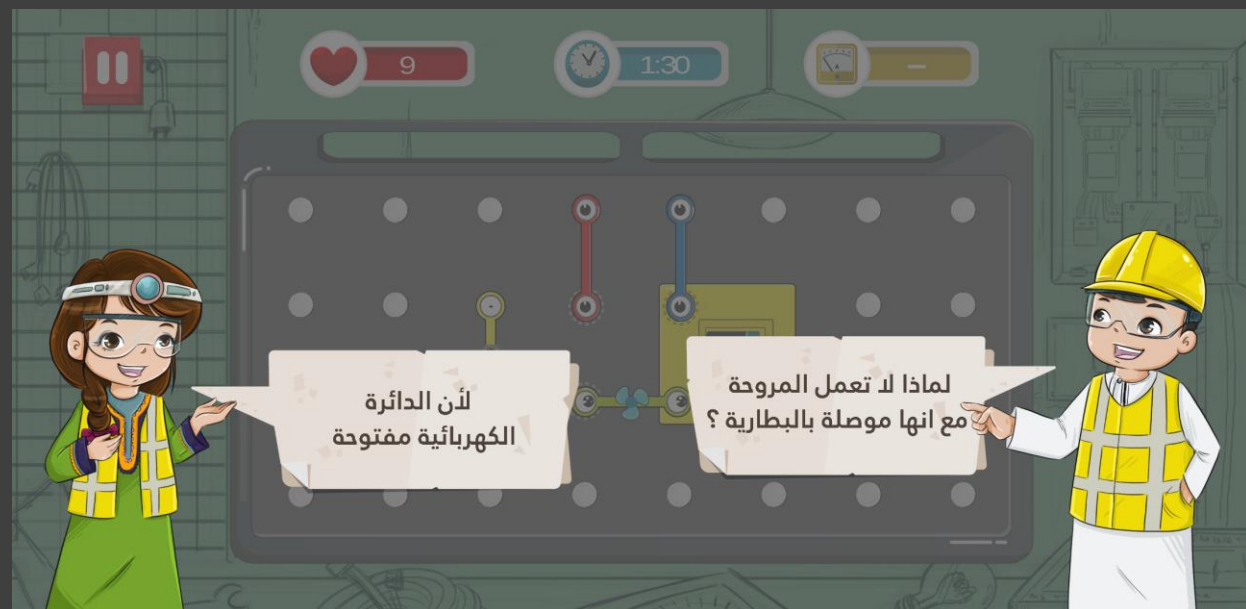 9
1:30
-
لماذا لا تعمل المروحة
مع انها موصلة بالبطارية ؟
لأن الدائرة
الكهربائية مفتوحة